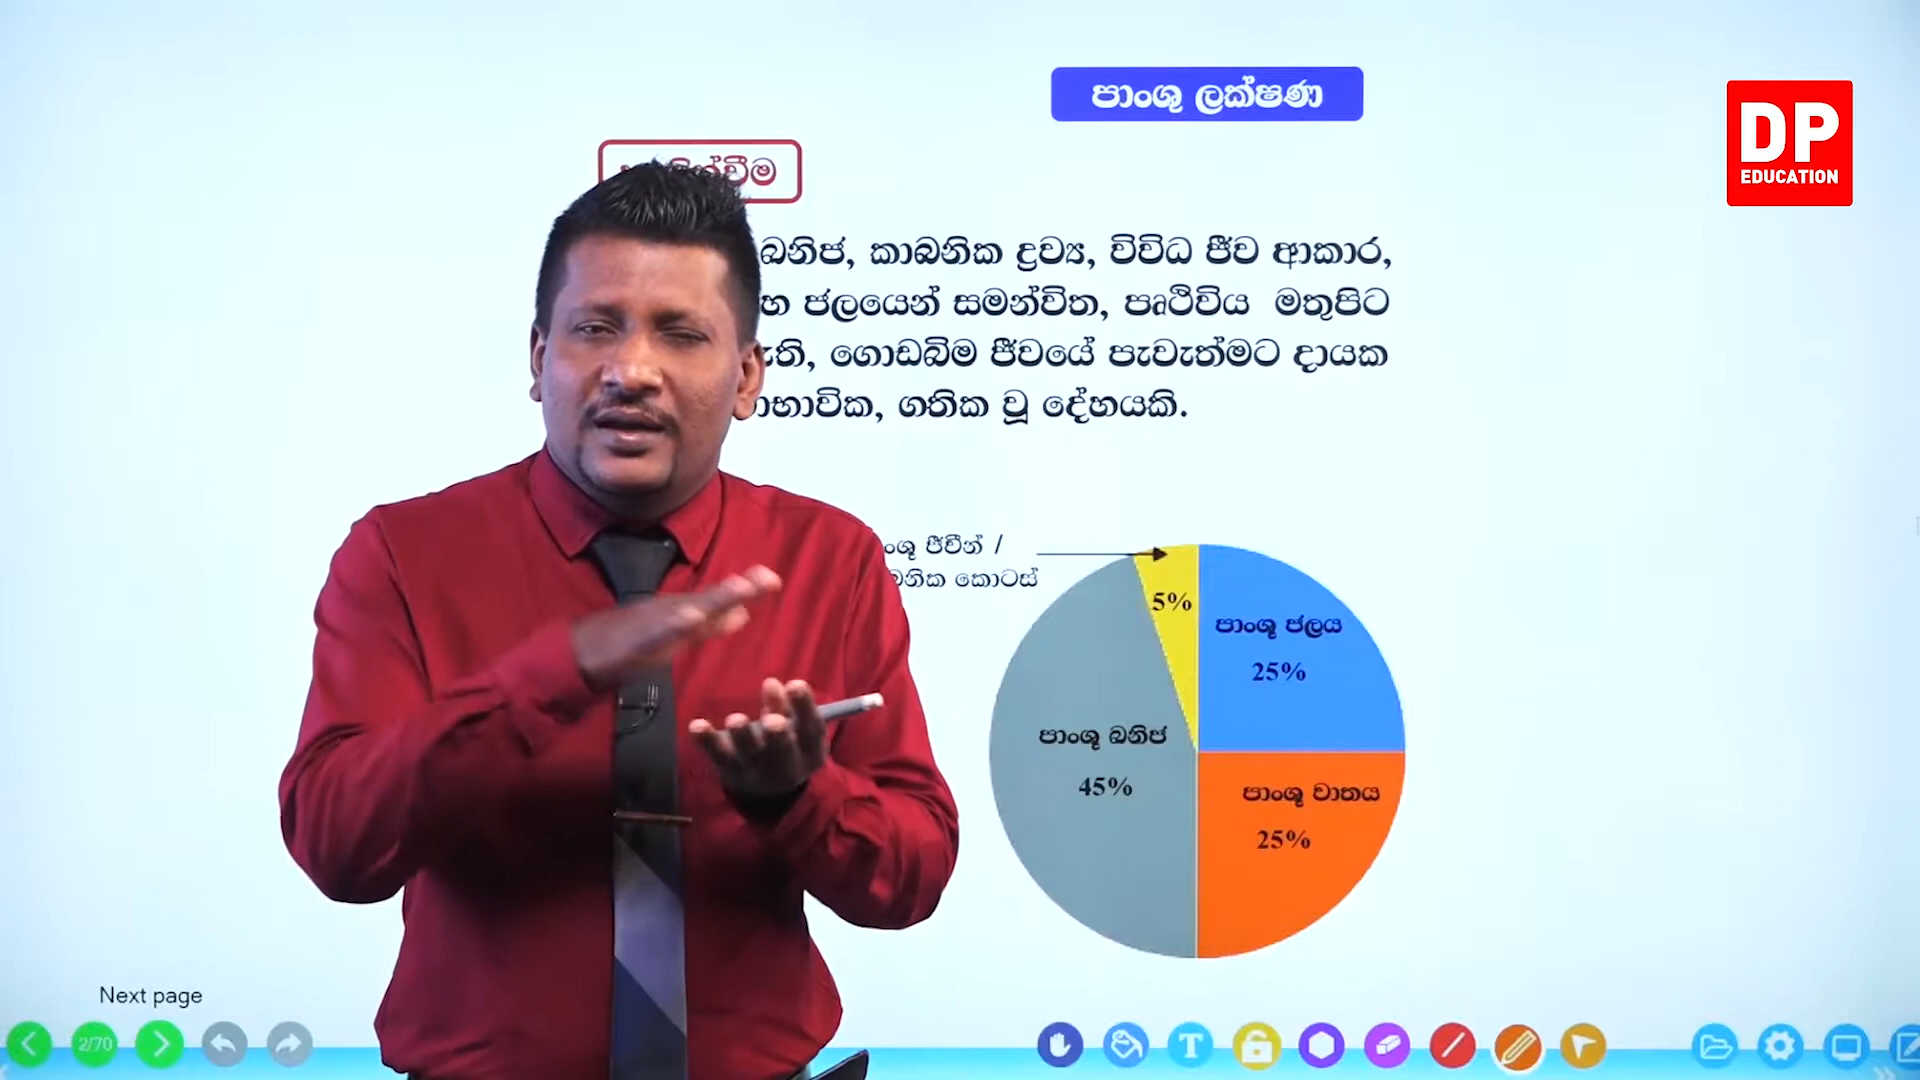 පාංශු ලක්ෂණ
DP
EDUCATION
ඛනිජ, කාබනික ද්‍රව්‍ය, විවිධ ජීව ආකාර,
ජලයෙන් සමන්විත, පෘථිවිය මතුපිට
ගොඩබිම ජීවයේ පැවැත්මට දායක
ගතික වූ දේහයකි.
ජීවීන් /
කොටස්
5%
පාංශු ජලය
25%
පාංශු ඛනිජ
45%
පාංශු වාතය
25%
Next page
2/70
T